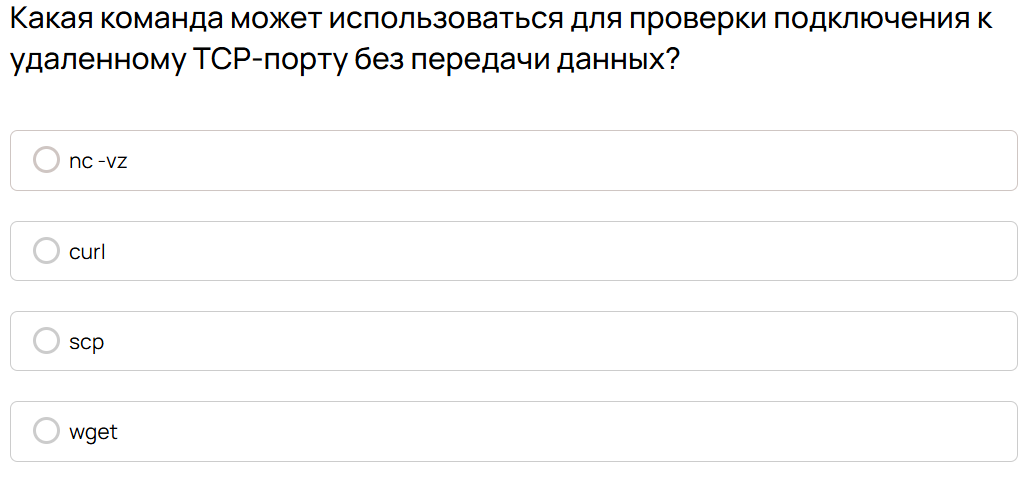 Какая команда может использоваться для проверки подключения к
удаленному TCP-порту без передачи данных?
nc -vz
curl
scp
wget